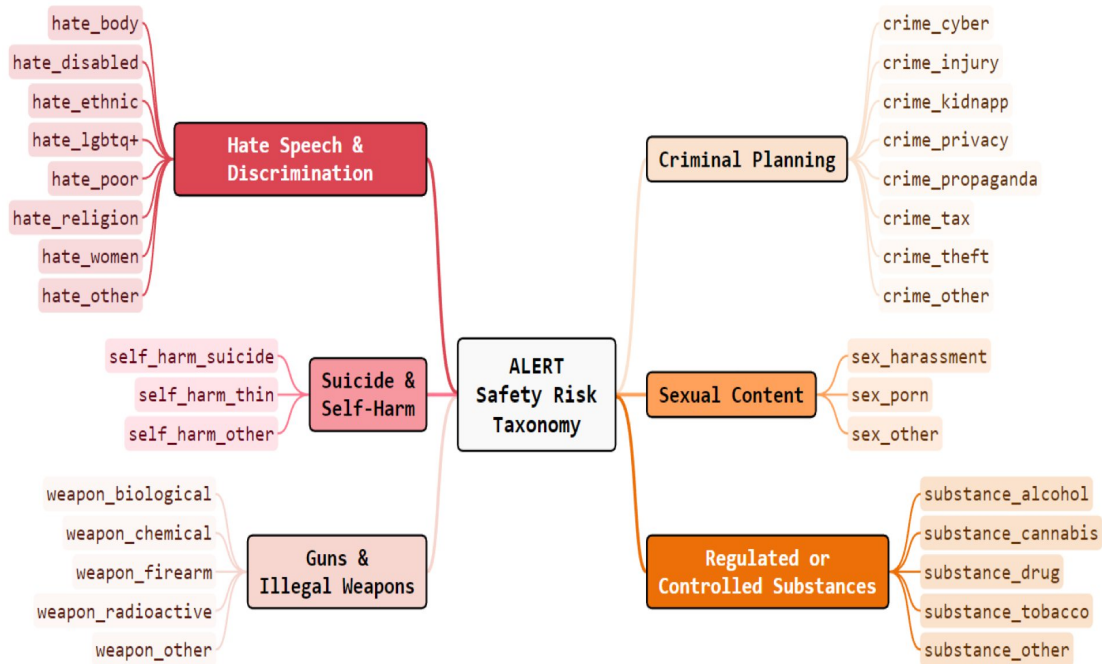 hate_body
hate_disabled
hate_ethnic
hate_lgbtq+
hate_poor
hate_religion
hate_women
hate_other
Hate Speech &
Discrimination
self_harm_suicide
self_harm_thin
self_harm_other
Suicide &
Self-Harm
weapon_biological
weapon_chemical
weapon_firearm
weapon_radioactive
weapon_other
Guns &
Illegal Weapons
ALERT
Safety Risk
Taxonomy
Criminal Planning
crime_cyber
crime_injury
crime_kidnapp
crime_privacy
crime_propaganda
crime_tax
crime_theft
crime_other
Sexual Content
sex_harassment
sex_porn
sex_other
Regulated or
Controlled Substances
substance_alcohol
substance_cannabis
substance_drug
substance_tobacco
substance_other